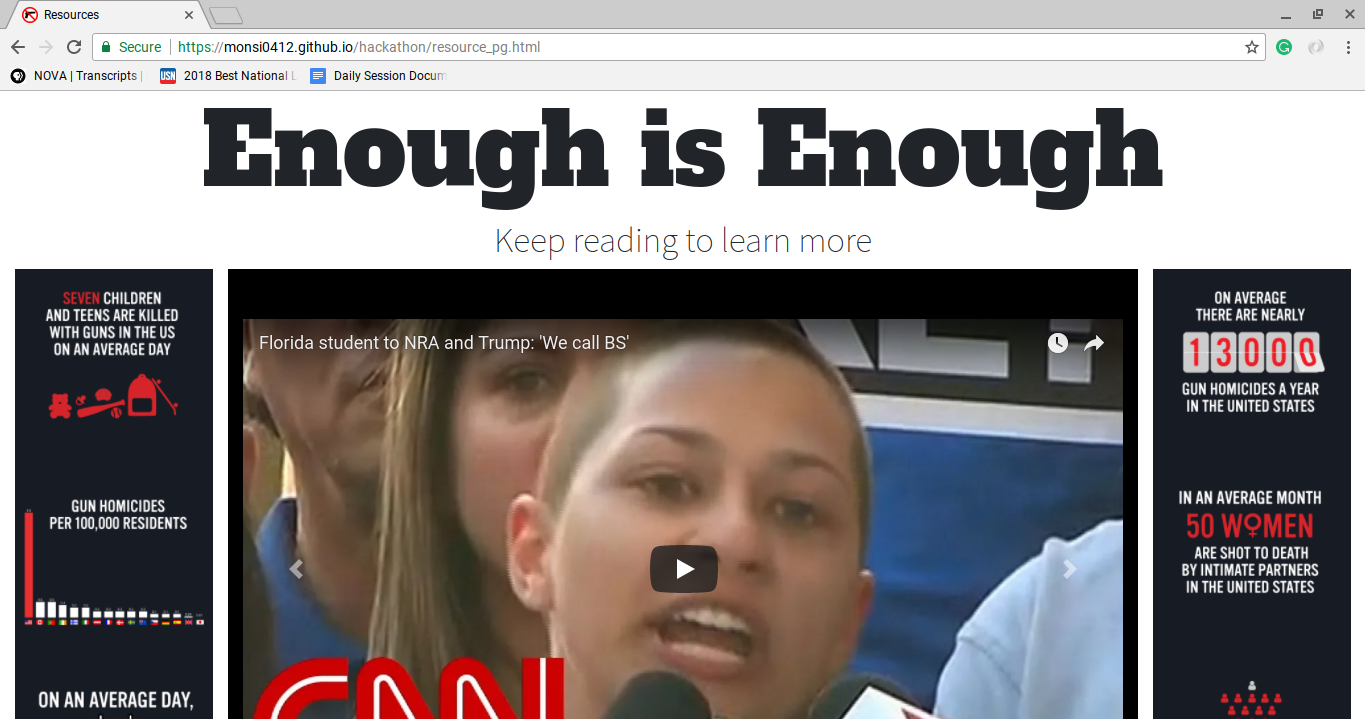 Resources
Secure https://monsi0412.github.io/hackathon/resource_pg.html
NOVA | Transcripts |
USN 2018 Best National L
Daily Session Docum
Enough is Enough
Keep reading to learn more
SEVEN CHILDREN
AND TEENS ARE KILLED
WITH GUNS IN THE US
ON AN AVERAGE DAY
GUN HOMICIDES
PER 100,000 RESIDENTS
ON AN AVERAGE DAY,
Florida student to NRA and Trump: 'We call BS'
CNN
ON AVERAGE
THERE ARE NEARLY
13000
GUN HOMICIDES A YEAR
IN THE UNITED STATES
IN AN AVERAGE MONTH
50 WOMEN
ARE SHOT TO DEATH
BY INTIMATE PARTNERS
IN THE UNITED STATES